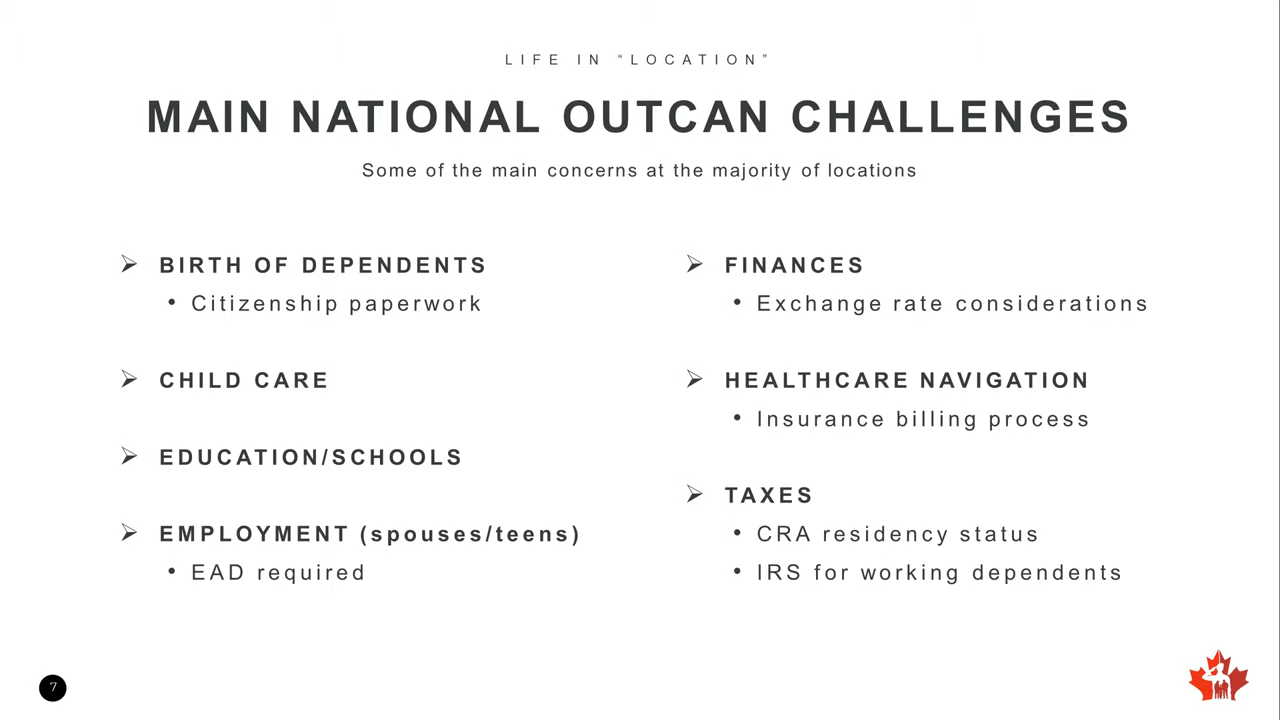 LIFE IN “LOCATION”
MAIN NATIONAL OUTCAN CHALLENGES
Some of the main concerns at the majority of locations
➢ BIRTH OF DEPENDENTS
• Citizenship paperwork
➢ CHILD CARE
➢ EDUCATION/SCHOOLS
➢ EMPLOYMENT (spouses/teens)
• EAD required
➢ FINANCES
• Exchange rate considerations
➢ HEALTHCARE NAVIGATION
• Insurance billing process
➢ TAXES
• CRA residency status
• IRS for working dependents
7